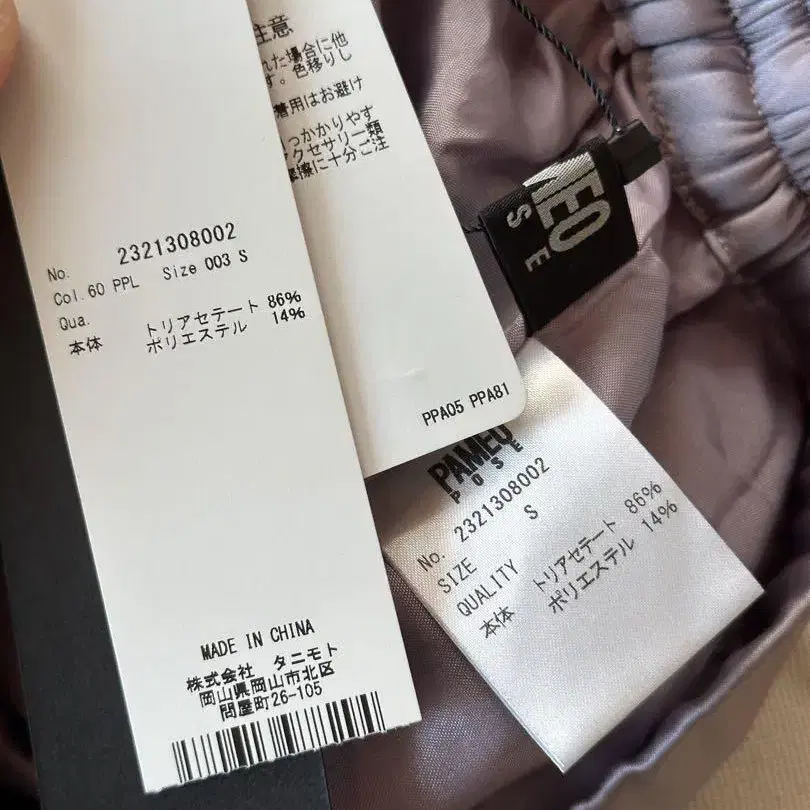 No. 2321308002
Col.60 PPL Size 003 S
Qua.
本体 トリアセテート 86%
ポリエステル 14%
MADE IN CHINA
株式会社 タニモト
岡山県岡山市北区
問屋町26-105
注意
れた場合に他
す。色移りし
着用はお避け
っかかりやす
クセサリー類
際に十分ご注
PPA05 PPA81
MEO
S E
PAMEO
POSE
No. 2321308002
SIZE S
QUALITY
本体 トリアセテート 86%
ポリエステル 14%